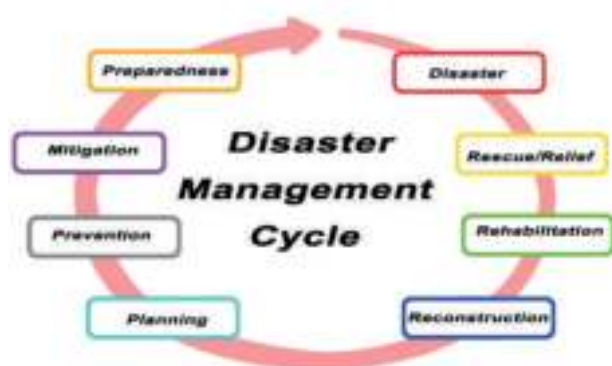 Preparedness
Disaster
Mitigation
Disaster
Management
Cycle
Rescue/Relief
Prevention
Rehabilitation
Planning
Reconstruction